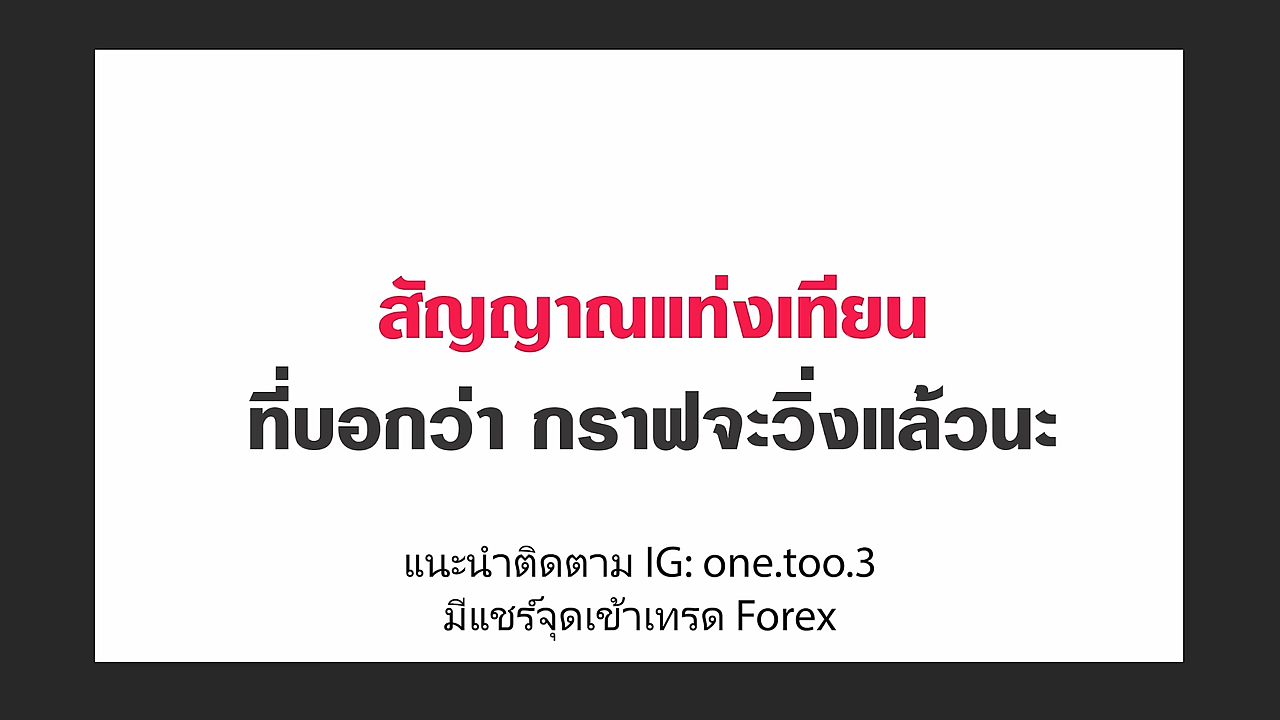 สัญญาณแท่งเทียน
ที่บอกว่า กราฟจะวิ่งแล้วนะ
แนะนำติดตาม IG: one.too.3
มีแชร์จุดเข้าเทรด Forex